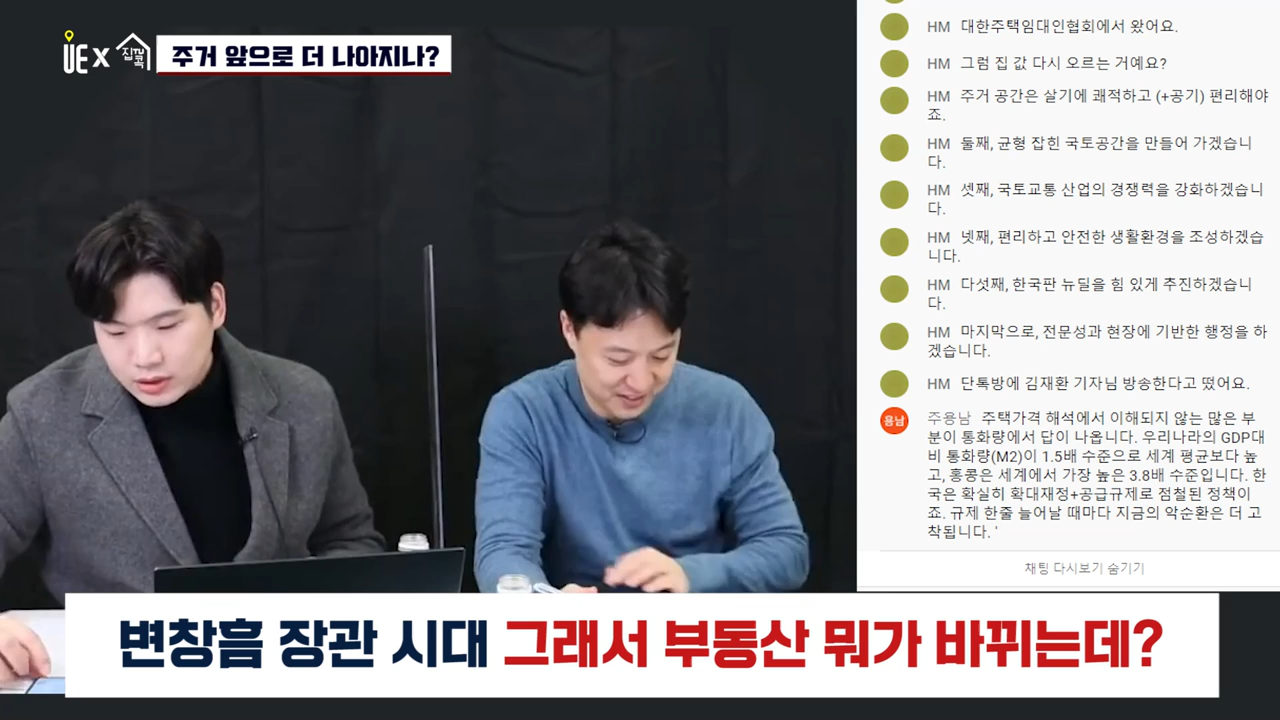 UE X 집코쿡
주거 앞으로 더 나아지나?
HM 대한주택임대인협회에서 왔어요.
HM 그럼 집 값 다시 오르는 거예요?
HM 주거 공간은 살기에 쾌적하고 (+공기) 편리해야
죠.
HM 둘째, 균형 잡힌 국토공간을 만들어 가겠습니
다.
HM 셋째, 국토교통 산업의 경쟁력을 강화하겠습니
다.
HM 넷째, 편리하고 안전한 생활환경을 조성하겠습
니다.
HM 다섯째, 한국판 뉴딜을 힘 있게 추진하겠습니
다.
HM 마지막으로, 전문성과 현장에 기반한 행정을 하
겠습니다.
HM 단톡방에 김재환 기자님 방송한다고 떴어요.
용남
주용남 주택가격 해석에서 이해되지 않는 많은 부
분이 통화량에서 답이 나옵니다. 우리나라의 GDP대
비 통화량(M2)이 1.5배 수준으로 세계 평균보다 높
고, 홍콩은 세계에서 가장 높은 3.8배 수준입니다. 한
국은 확실히 확대재정+공급규제로 점철된 정책이
죠. 규제 한줄 늘어날 때마다 지금의 악순환은 더 고
착됩니다. '
채팅 다시보기 숨기기
변창흠 장관 시대 그래서 부동산 뭐가 바뀌는데?